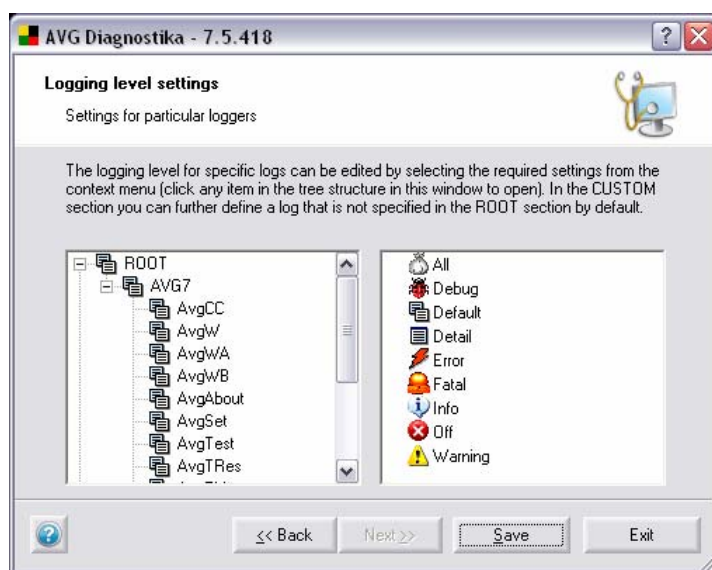 AVG Diagnostika - 7.5.418
Logging level settings
Settings for particular loggers
The logging level for specific logs can be edited by selecting the required settings from the
context menu (click any item in the tree structure in this window to open). In the CUSTOM
section you can further define a log that is not specified in the ROOT section by default.
ROOT
AVG7
AvgCC
AvgW
AvgWA
AvgWB
AvgAbout
AvgSet
AvgTest
AvgTRes
All
Debug
Default
Detail
Error
Fatal
Info
Off
Warning
<< Back
Next >>
Save
Exit